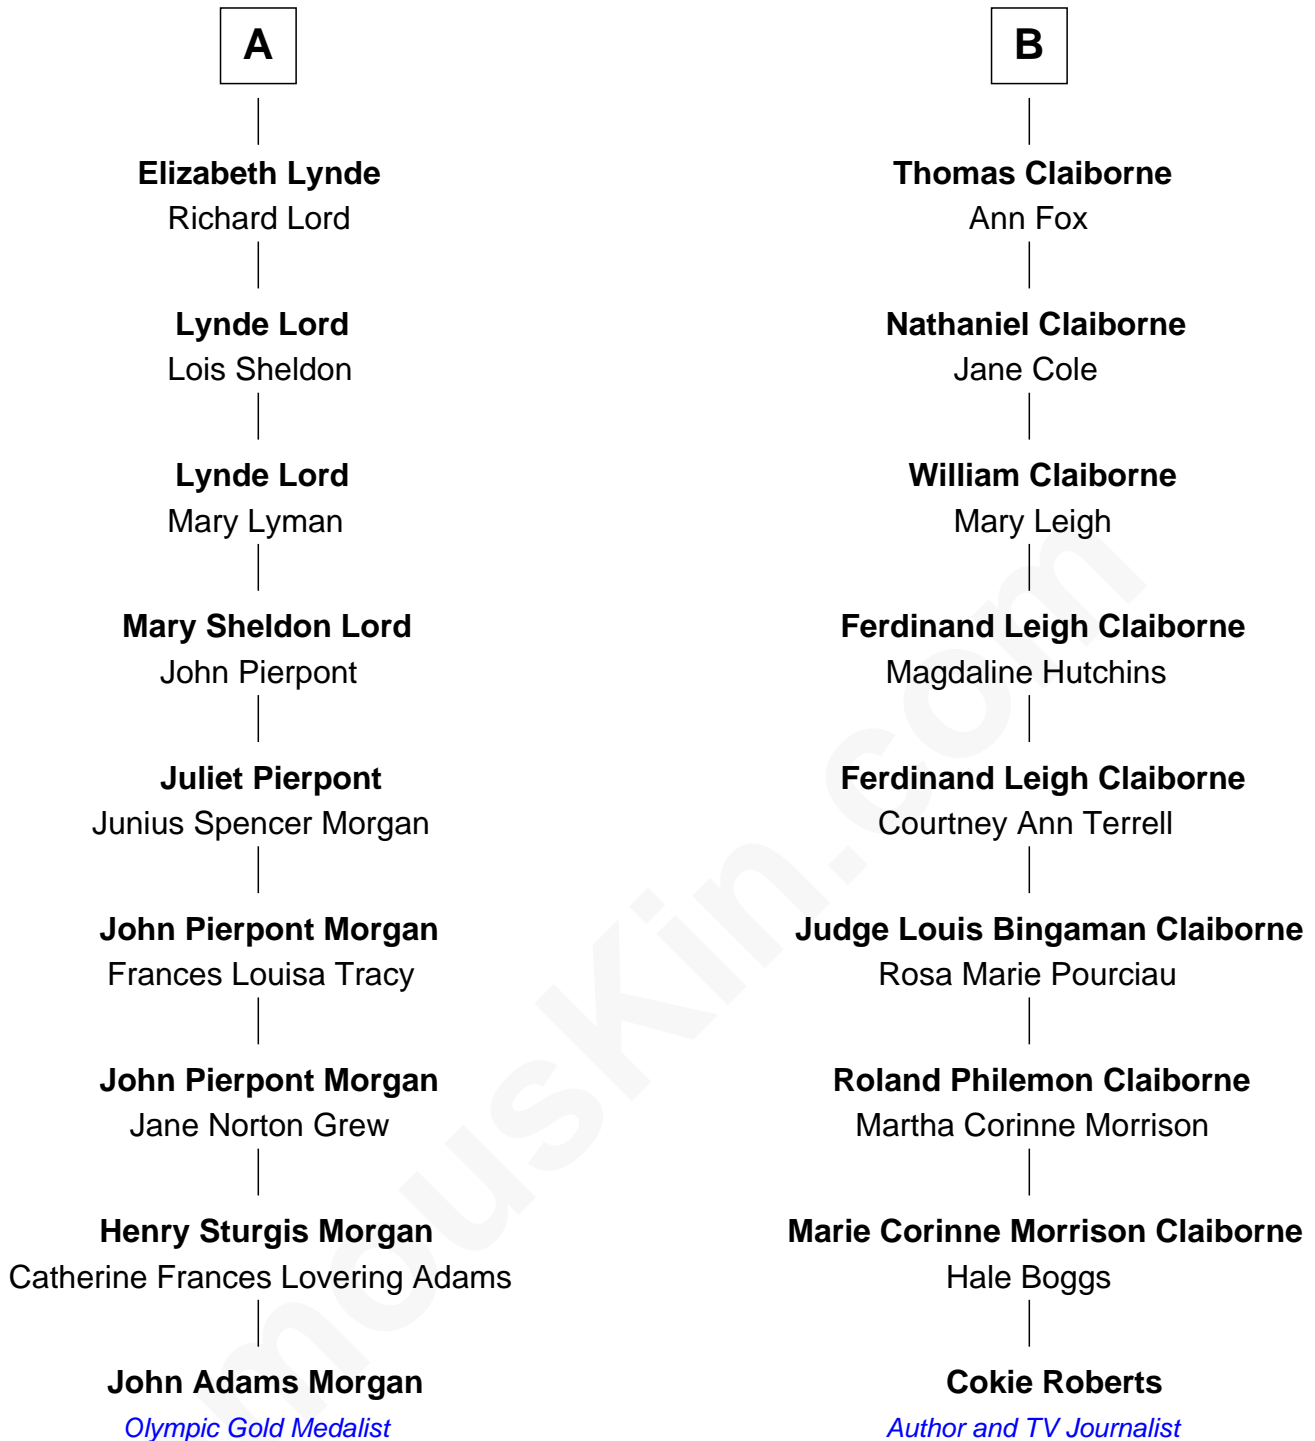 A
Elizabeth Lynde
Richard Lord
Lynde Lord
Lois Sheldon
Lynde Lord
Mary Lyman
Mary Sheldon Lord
John Pierpont
Juliet Pierpont
Junius Spencer Morgan
John Pierpont Morgan
Frances Louisa Tracy
John Pierpont Morgan
Jane Norton Grew
Henry Sturgis Morgan
Catherine Frances Lovering Adams
John Adams Morgan
Olympic Gold Medalist
B
Thomas Claiborne
Ann Fox
Nathaniel Claiborne
Jane Cole
William Claiborne
Mary Leigh
Ferdinand Leigh Claiborne
Magdaline Hutchins
Ferdinand Leigh Claiborne
Courtney Ann Terrell
Judge Louis Bingaman Claiborne
Rosa Marie Pourciau
Roland Philemon Claiborne
Martha Corinne Morrison
Marie Corinne Morrison Claiborne
Hale Boggs
Cokie Roberts
Author and TV Journalist
mousKin.com